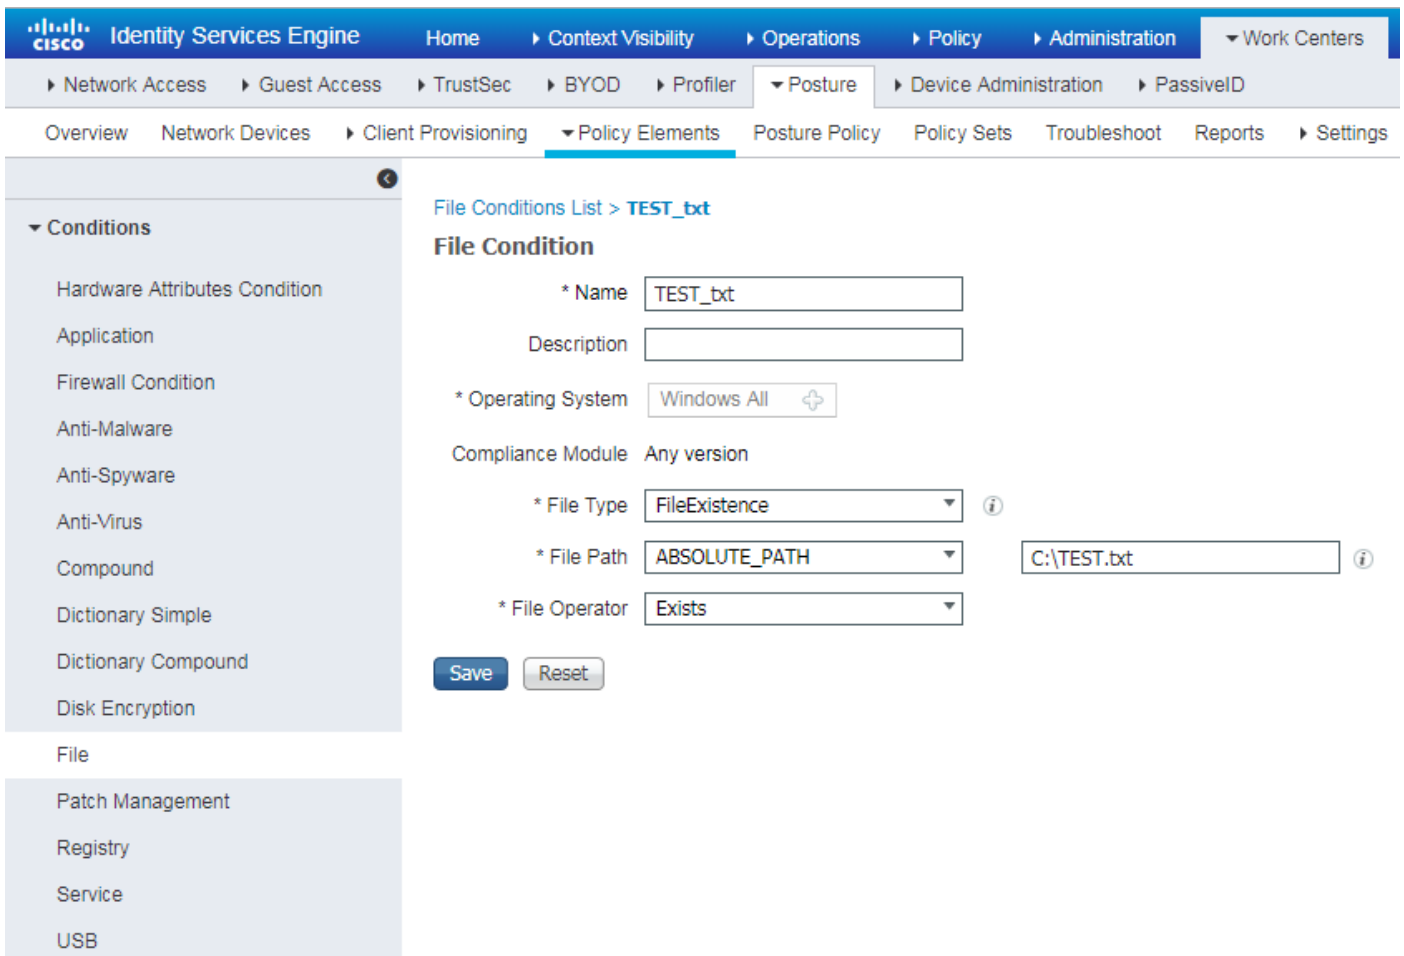 CISCO Identity Services Engine Home Context Visibility Operations Policy Administration Work Centers
Network Access Guest Access TrustSec BYOD Profiler Posture Device Administration PassiveID
Overview Network Devices Client Provisioning Policy Elements Posture Policy Policy Sets Troubleshoot Reports Settings
Conditions
Hardware Attributes Condition
Application
Firewall Condition
Anti-Malware
Anti-Spyware
Anti-Virus
Compound
Dictionary Simple
Dictionary Compound
Disk Encryption
File
Patch Management
Registry
Service
USB
File Conditions List > TEST_txt
File Condition
* Name TEST_txt
Description
* Operating System Windows All
Compliance Module Any version
* File Type FileExistence
* File Path ABSOLUTE_PATH C:\TEST.txt
* File Operator Exists
Save Reset